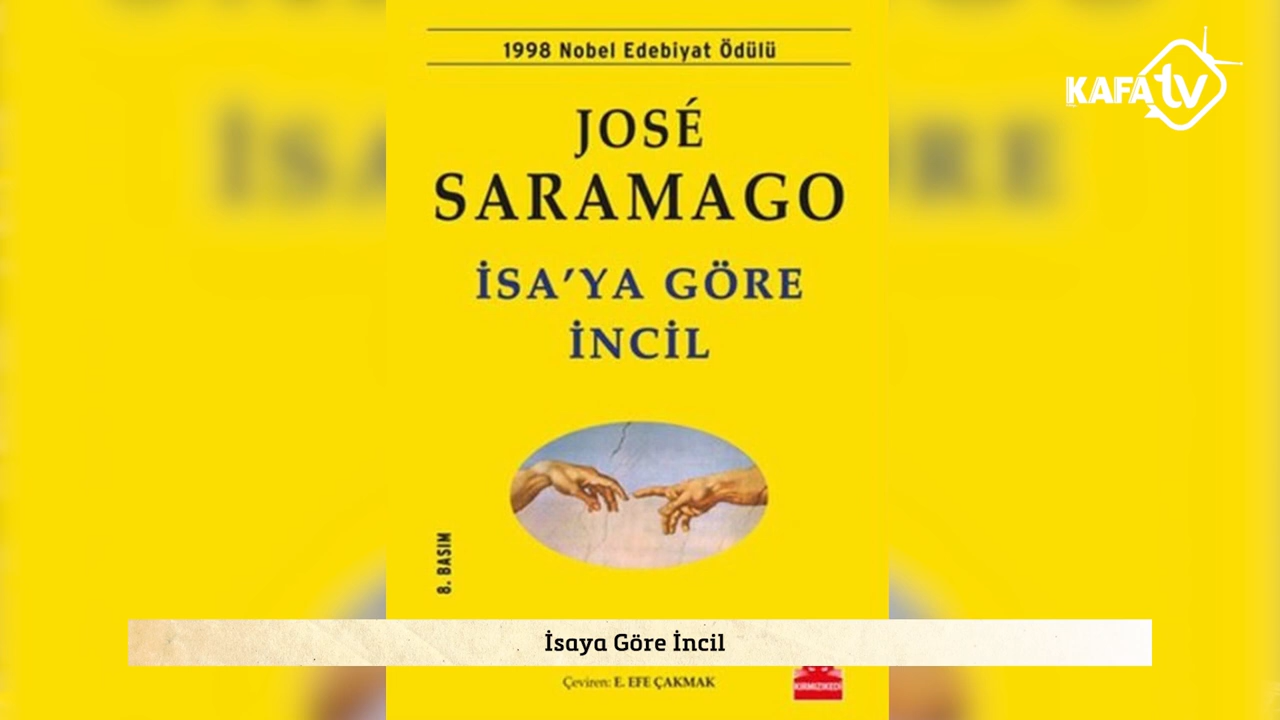 1998 Nobel Edebiyat Ödülü
KAFA tv
JOSÉ
SARAMAGO
İSA'YA GÖRE
İNCİL
8. BASIM
İsaya Göre İncil
Çeviren: E. EFE ÇAKMAK
KIRMIZIKEDİ